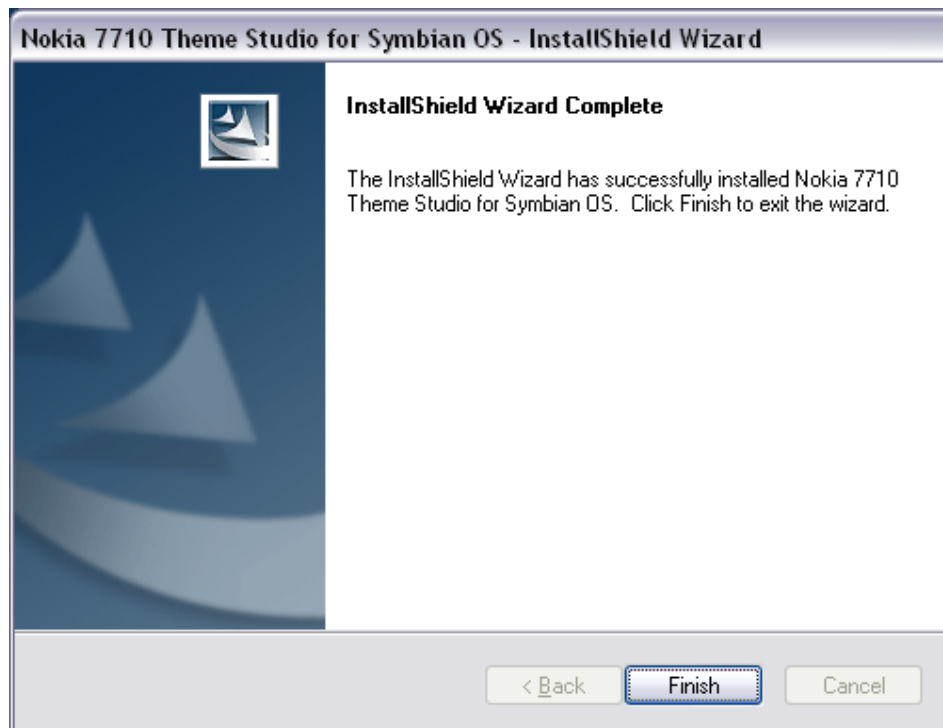 Nokia 7710 Theme Studio for Symbian OS - InstallShield Wizard
InstallShield Wizard Complete
The InstallShield Wizard has successfully installed Nokia 7710
Theme Studio for Symbian OS.  Click Finish to exit the wizard.
< Back
Finish
Cancel